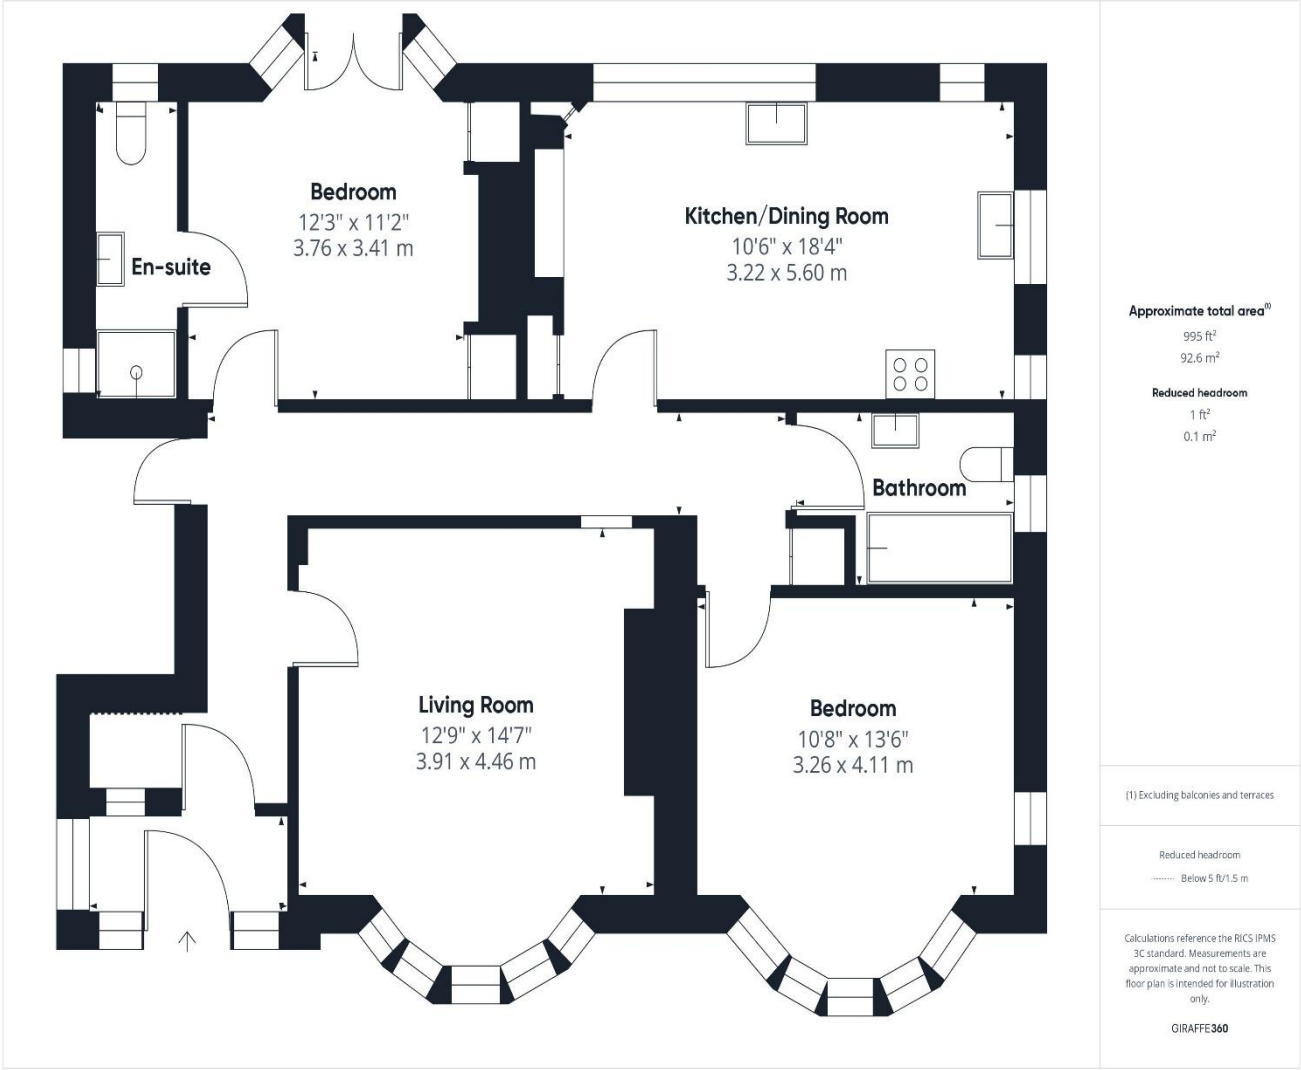 Bedroom
12'3" x 11'2"
3.76 x 3.41 m
Kitchen/Dining Room
10'6" x 18'4"
3.22 x 5.60 m
En-suite
Bathroom
Living Room
12'9" x 14'7"
3.91 x 4.46 m
Bedroom
10'8" x 13'6"
3.26 x 4.11 m
Approximate total area⁽¹⁾
995 ft²
92.6 m²
Reduced headroom
1 ft²
0.1 m²
(1) Excluding balconies and terraces
Reduced headroom
Below 5 ft/1.5 m
Calculations reference the RICS IPMS
3C standard. Measurements are
approximate and not to scale. This
floor plan is intended for illustration
only.
GIRAFFE360